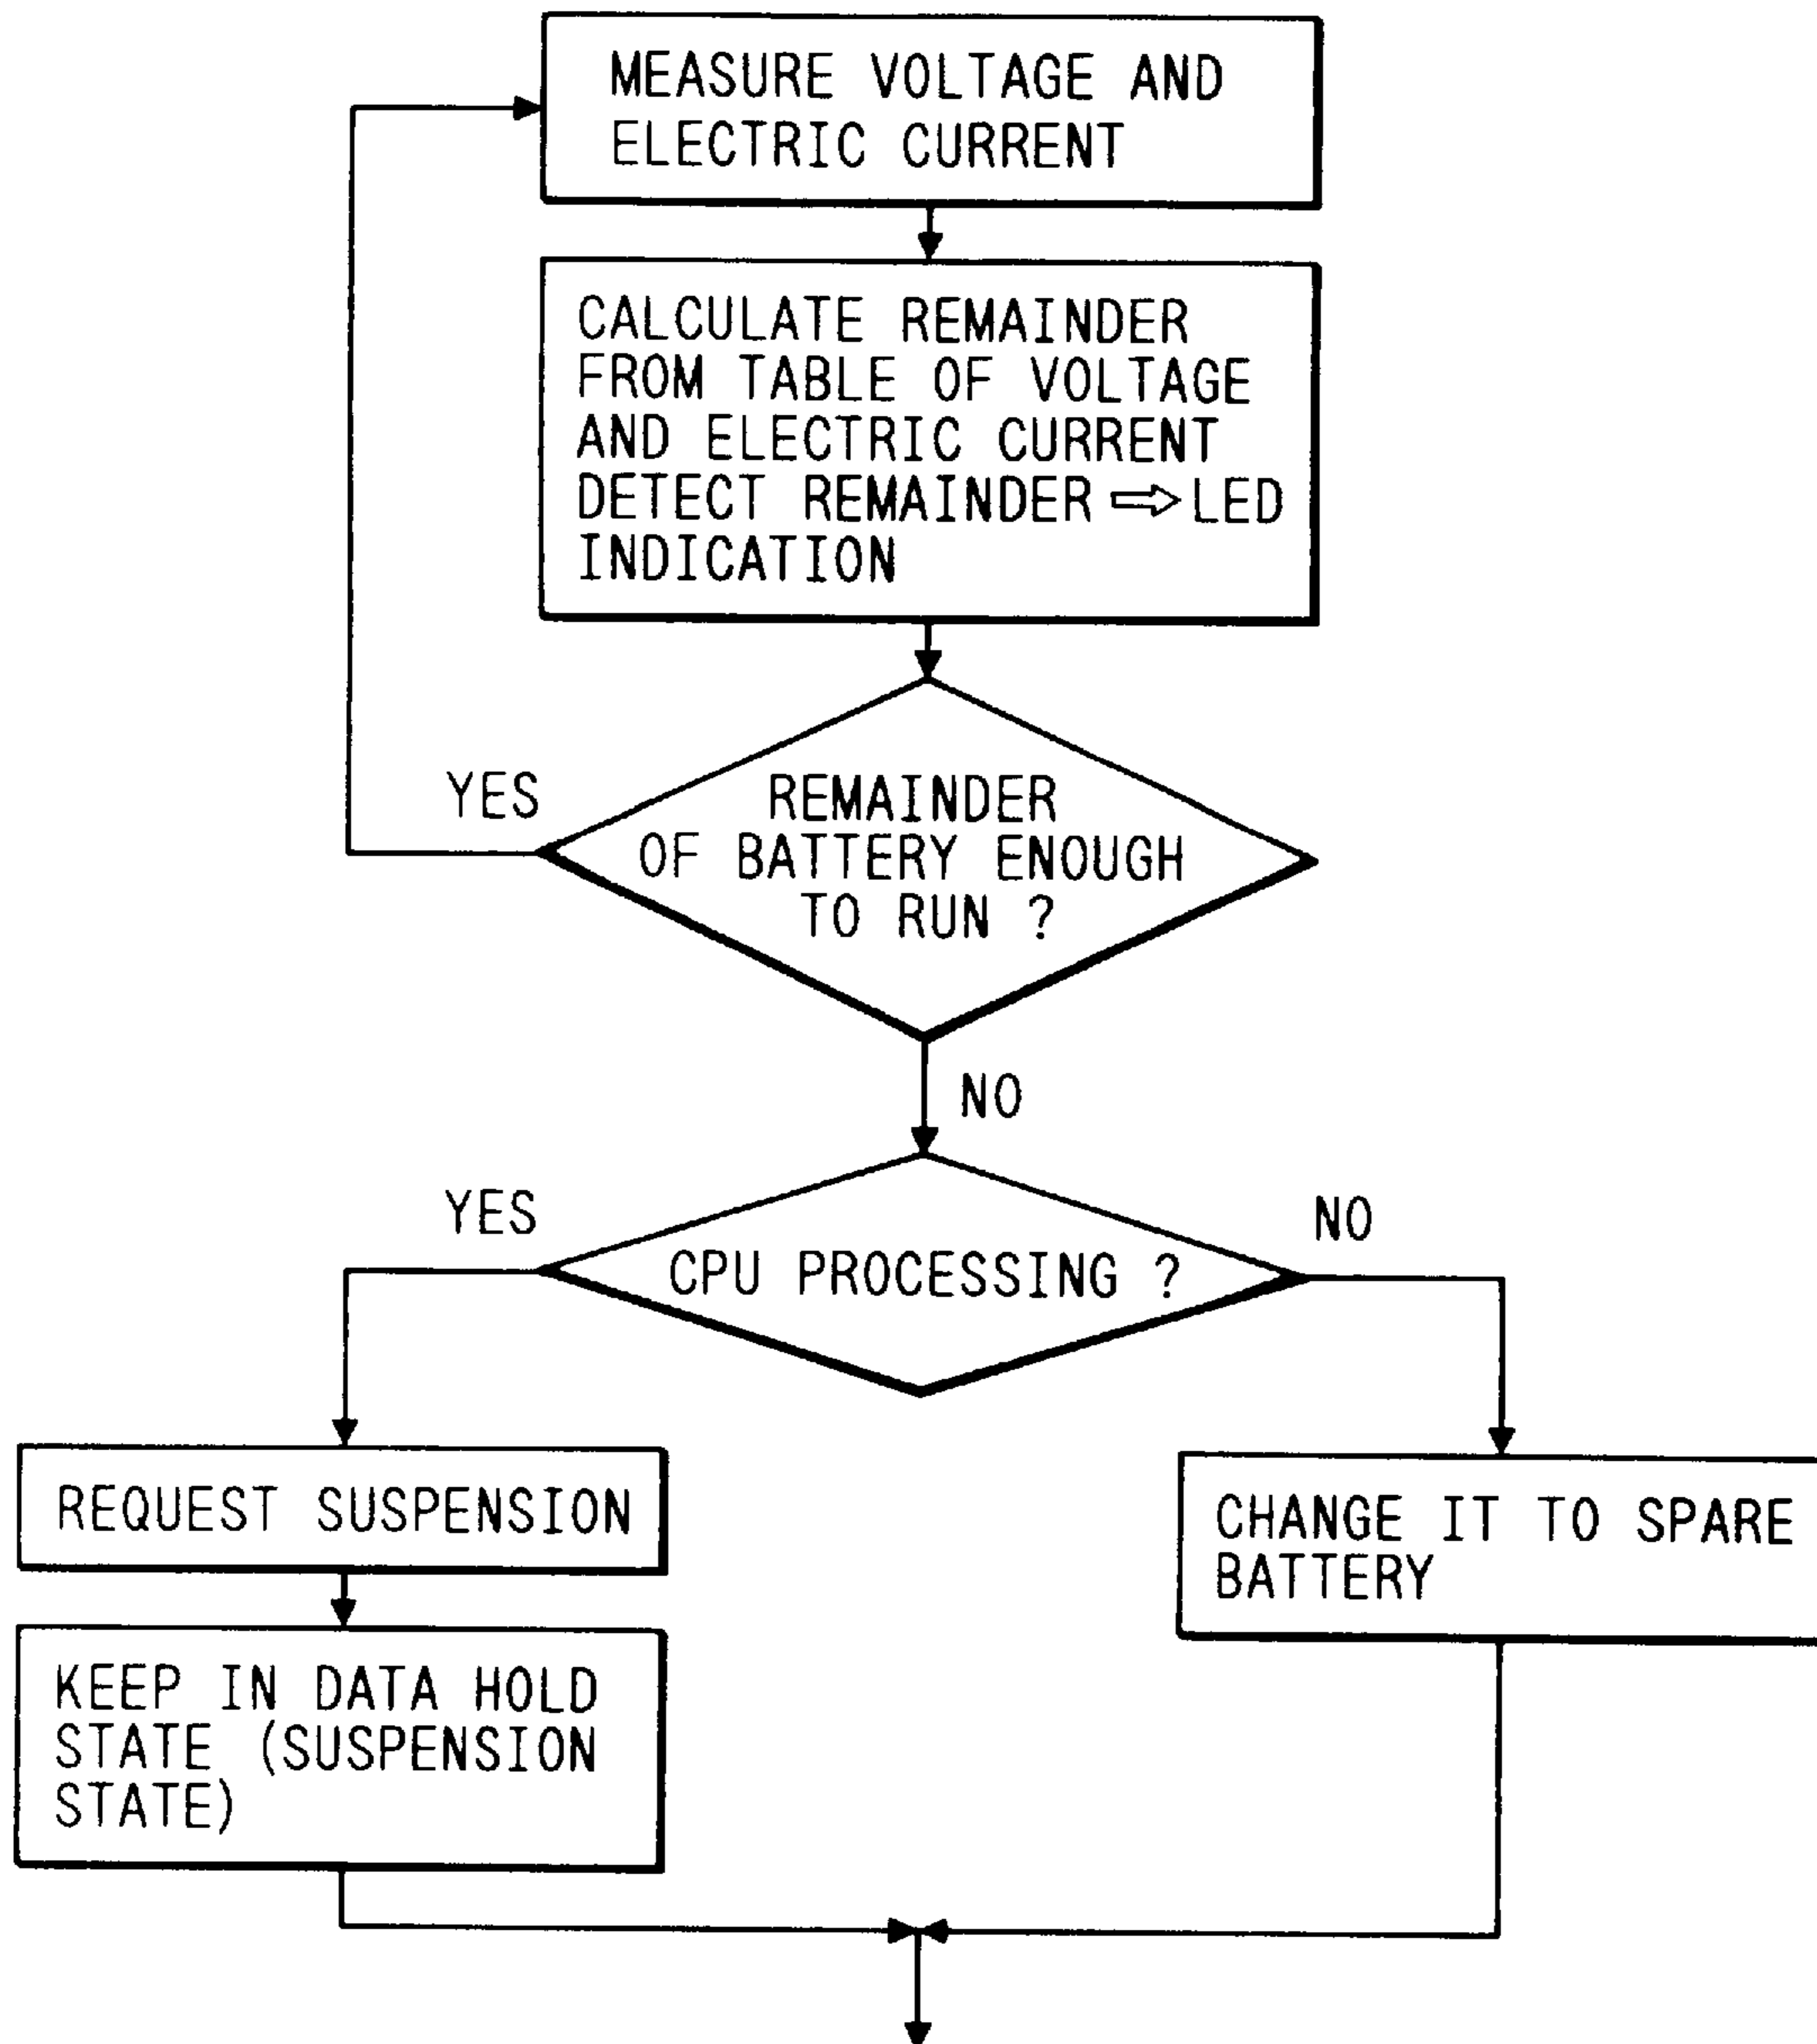 MEASURE VOLTAGE AND
ELECTRIC CURRENT
CALCULATE REMAINDER
FROM TABLE OF VOLTAGE
AND ELECTRIC CURRENT
DETECT REMAINDER ⇨ LED
INDICATION
YES
REMAINDER
OF BATTERY ENOUGH
TO RUN ?
NO
YES
NO
CPU PROCESSING ?
REQUEST SUSPENSION
CHANGE IT TO SPARE
BATTERY
KEEP IN DATA HOLD
STATE (SUSPENSION
STATE)